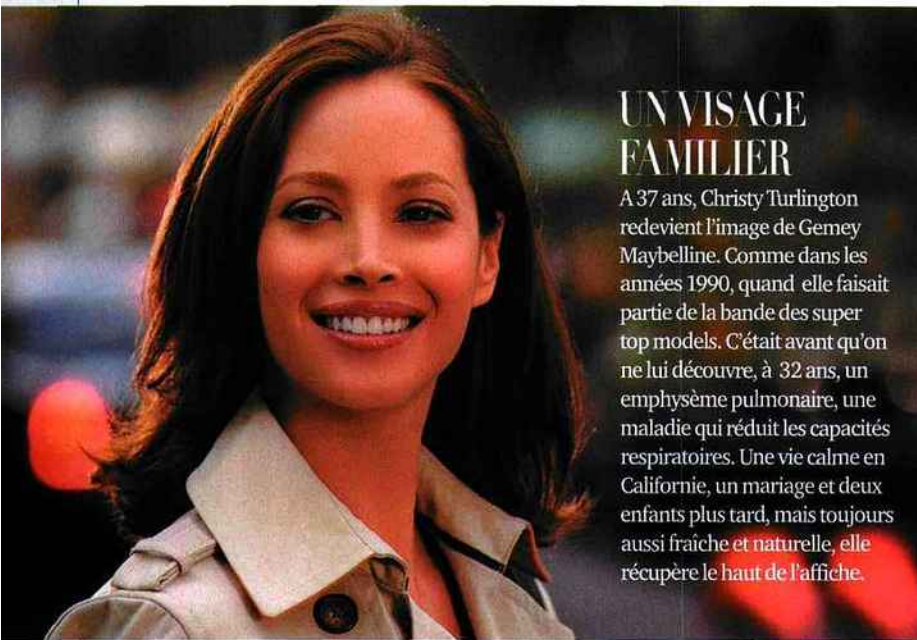 UN VISAGE
FAMILIER
A 37 ans, Christy Turlington
redevient l'image de Gemey
Maybelline. Comme dans les
années 1990, quand elle faisait
partie de la bande des super
top models. C'était avant qu'on
ne lui découvre, à 32 ans, un
emphysème pulmonaire, une
maladie qui réduit les capacités
respiratoires. Une vie calme en
Californie, un mariage et deux
enfants plus tard, mais toujours
aussi fraîche et naturelle, elle
récupère le haut de l'affiche.